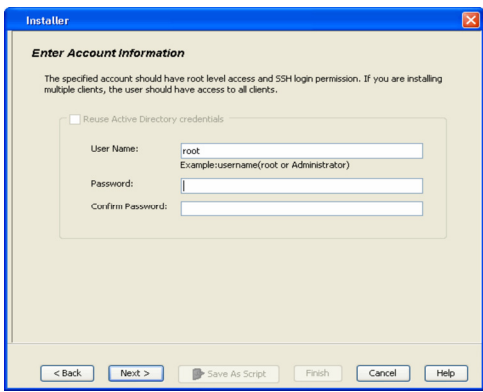 Installer
Enter Account Information
The specified account should have root level access and SSH login permission. If you are installing
multiple clients, the user should have access to all clients.
Reuse Active Directory credentials
User Name:
root
Example:username(root or Administrator)
Password:
Confirm Password:
< Back
Next >
Save As Script
Finish
Cancel
Help